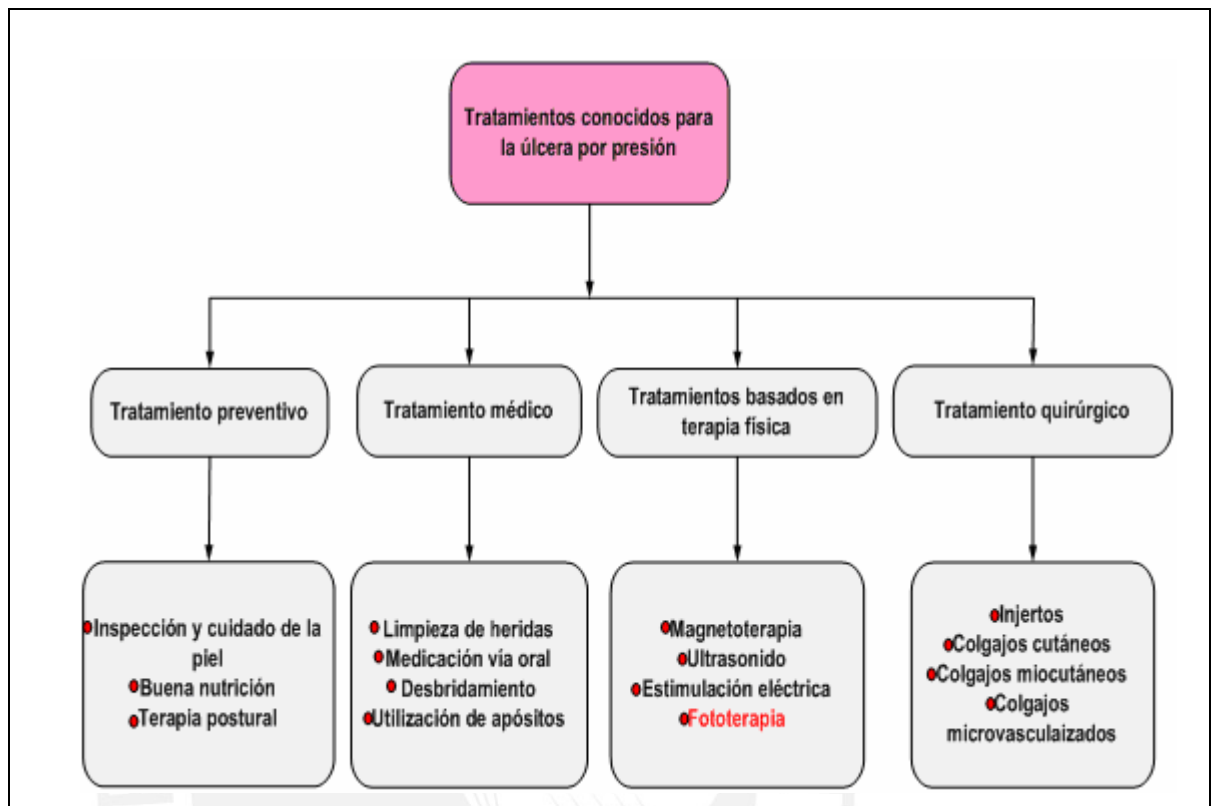 Tratamientos conocidos para
la úlcera por presión
Tratamiento preventivo
Tratamiento médico
Tratamientos basados en
terapia física
Tratamiento quirúrgico
Inspección y cuidado de la
piel
Buena nutrición
Terapia postural
Limpieza de heridas
Medicación vía oral
Desbridamiento
Utilización de apósitos
Magnetoterapia
Ultrasonido
Estimulación eléctrica
Fototerapia
Injertos
Colgajos cutáneos
Colgajos miocutáneos
Colgajos
microvasculaizados